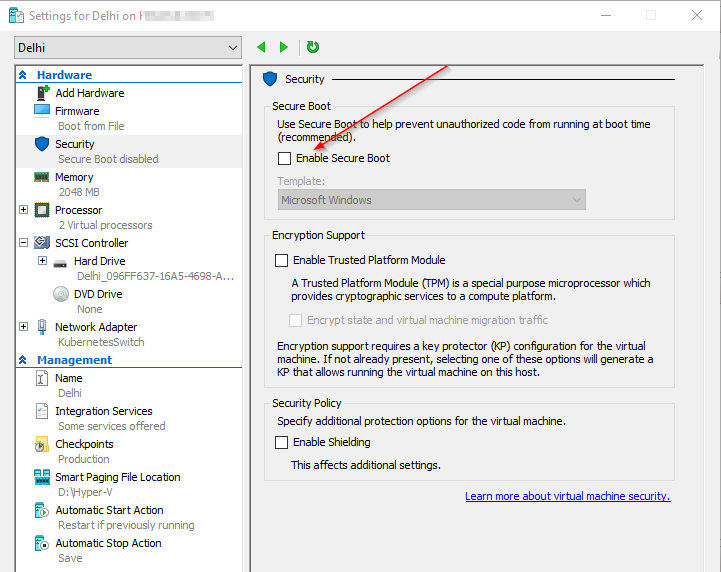 Settings for Delhi on
Delhi
Hardware
Add Hardware
Firmware
Boot from File
Security
Secure Boot disabled
Memory
2048 MB
Processor
2 Virtual processors
SCSI Controller
Hard Drive
Delhi_096FF637-16A5-4698-A...
DVD Drive
None
Network Adapter
KubernetesSwitch
Management
Name
Delhi
Integration Services
Some services offered
Checkpoints
Production
Smart Paging File Location
D:\Hyper-V
Automatic Start Action
Restart if previously running
Automatic Stop Action
Save
Security
Secure Boot
Use Secure Boot to help prevent unauthorized code from running at boot time
(recommended).
Enable Secure Boot
Template:
Microsoft Windows
Encryption Support
Enable Trusted Platform Module
A Trusted Platform Module (TPM) is a special purpose microprocessor which
provides cryptographic services to a compute platform.
Encrypt state and virtual machine migration traffic
Encryption support requires a key protector (KP) configuration for the virtual
machine. If not already present, selecting one of these options will generate a
KP that allows running the virtual machine on this host.
Security Policy
Specify additional protection options for the virtual machine.
Enable Shielding
This affects additional settings.
Learn more about virtual machine security.